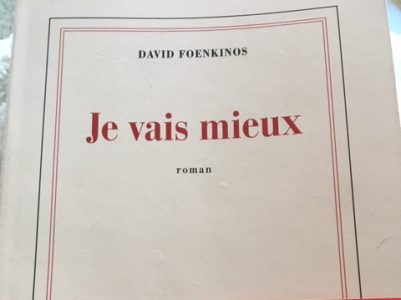 DAVID FOENKINOS
Je vais mieux
roman